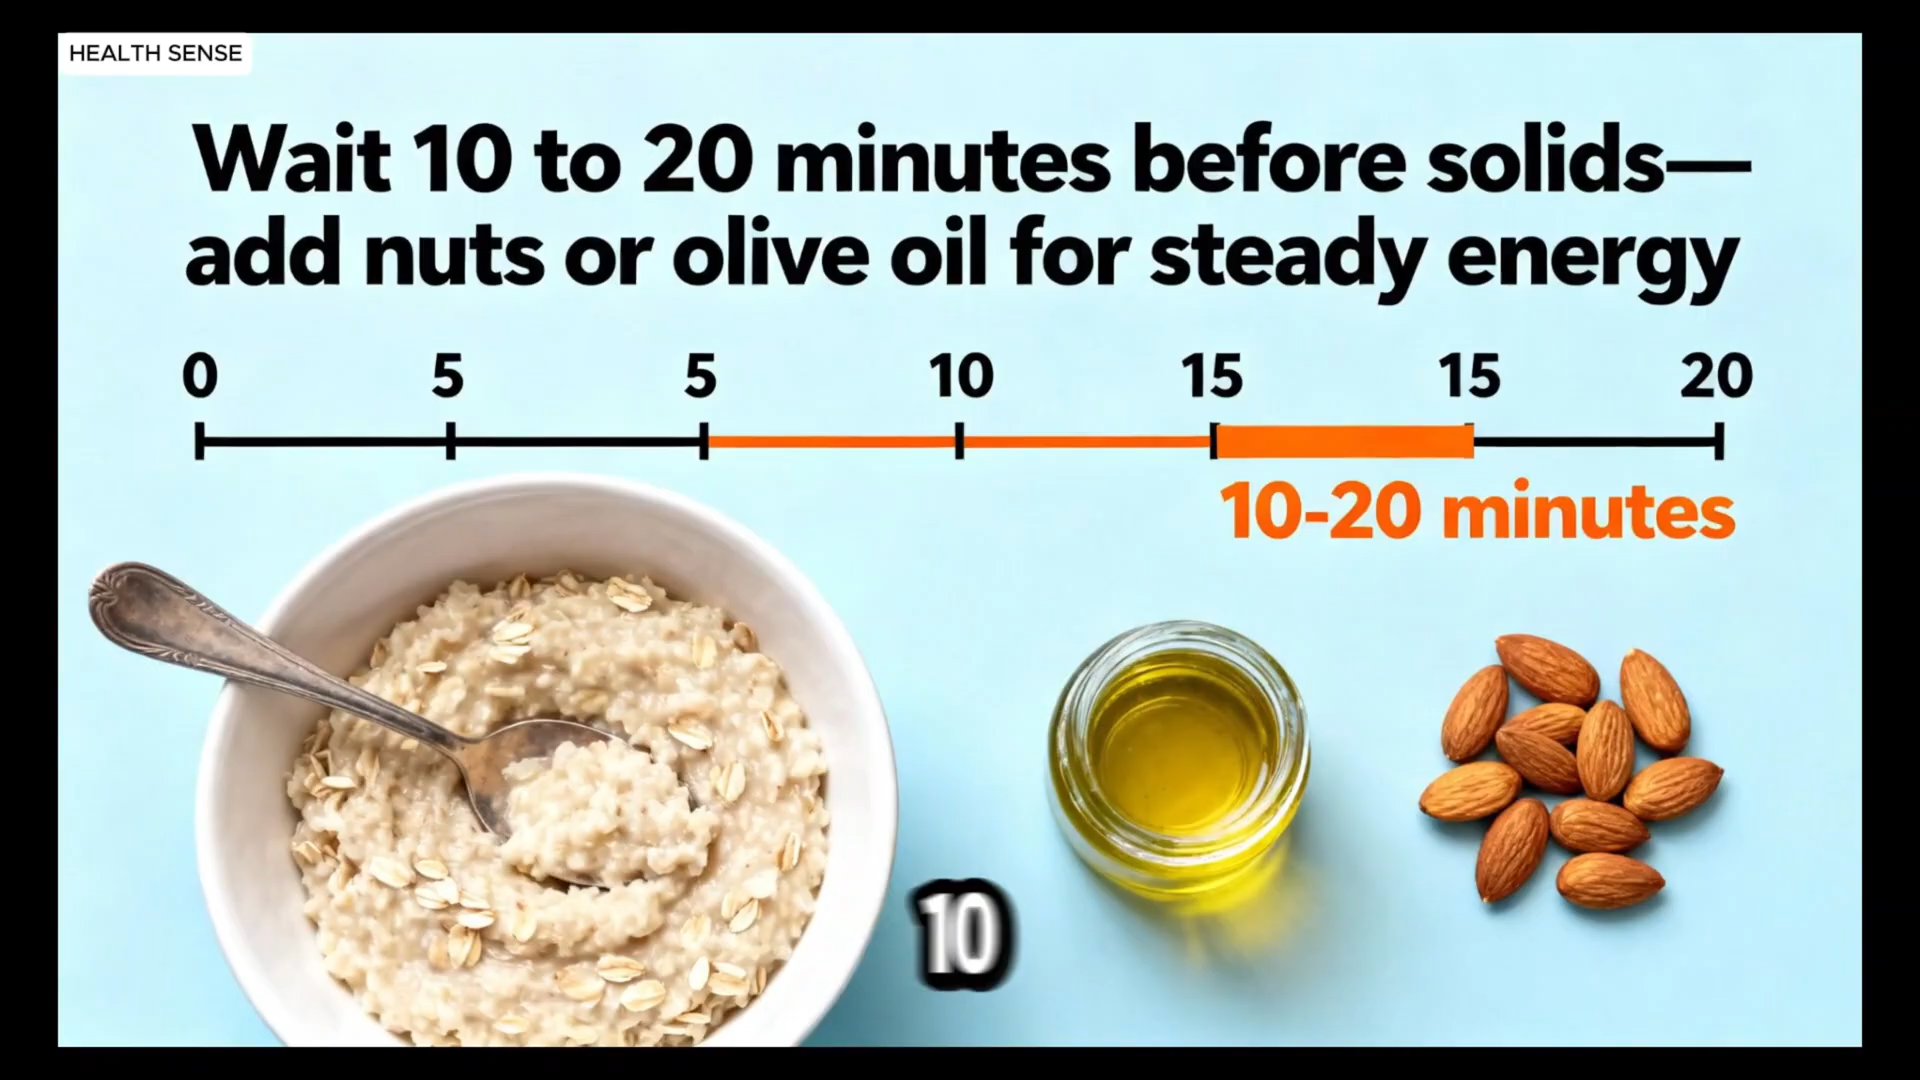 HEALTH SENSE
Wait 10 to 20 minutes before solids—
add nuts or olive oil for steady energy
0 5 5 10 15 15 20
10-20 minutes
10